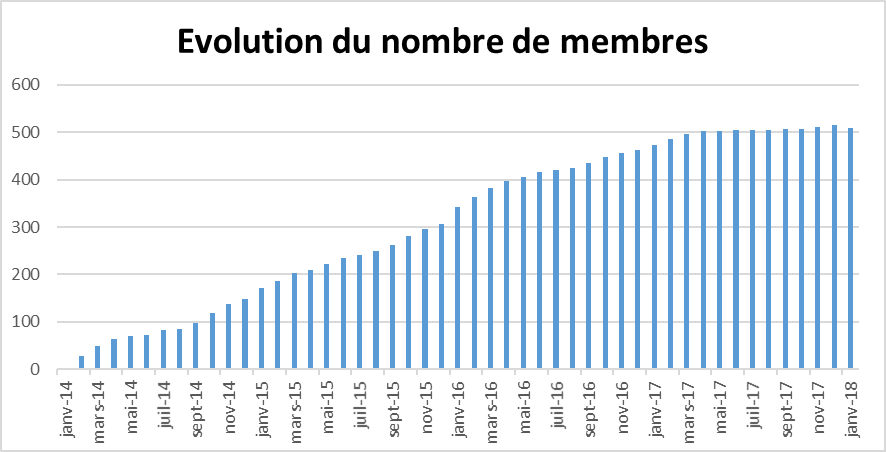 Evolution du nombre de membres
600
500
400
300
200
100
0
janv-14
mars-14
mai-14
juil-14
sept-14
nov-14
janv-15
mars-15
mai-15
juil-15
sept-15
nov-15
janv-16
mars-16
mai-16
juil-16
sept-16
nov-16
janv-17
mars-17
mai-17
juil-17
sept-17
nov-17
janv-18